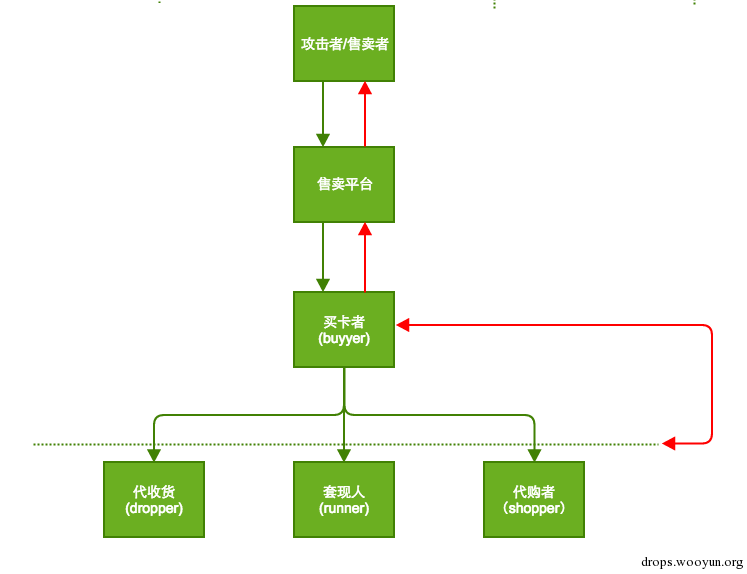 攻击者/售卖者
售卖平台
买卡者
(buyyer)
代收货
(dropper)
套现人
(runner)
代购者
（shopper）
drops.wooyun.org